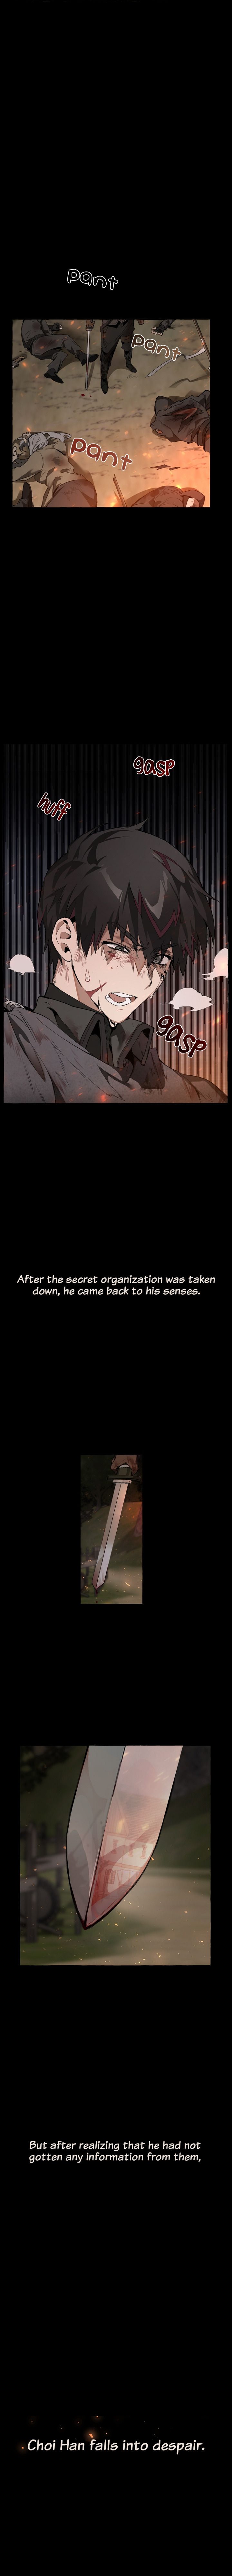 pant
pant
pant
gasp
huff
gasp
After the secret organization was taken
down, he came back to his senses.
But after realizing that he had not
gotten any information from them,
Choi Han falls into despair.